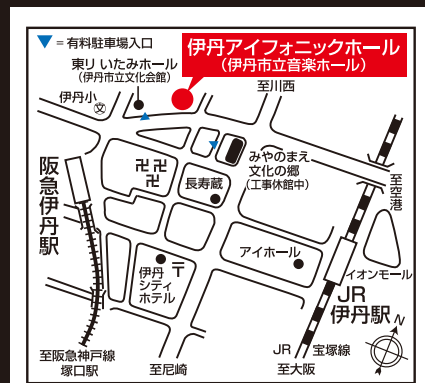 ▼=有料駐車場入口
伊丹アイフォニックホール
(伊丹市立音楽ホール)
東リ いたみホール
(伊丹市立文化会館)
至川西
伊丹小
文
みやのまえ
文化の郷
(工事休館中)
至空港
卍卍
卍
長寿蔵
阪急伊丹駅
アイホール
伊丹
シティ
ホテル
〒
イオンモール
JR
伊丹駅
N
至阪急神戸線
塚口駅
至尼崎
JR 宝塚線
至大阪